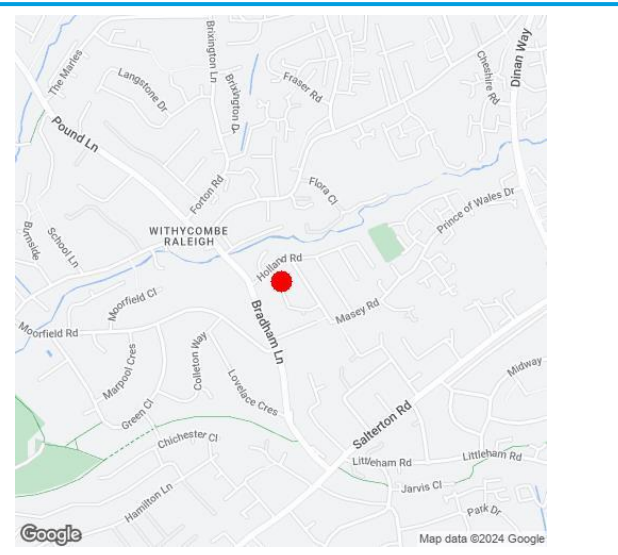 Brixington Ln
The Marles
Langstone Dr
Brixington D
Fraser Rd
Cheshire Rd
Dinan Way
Pound Ln
Forton Rd
Flora Cl
Prince of Wales Dr
WITHYCOMBE
RALEIGH
Burnside
School Ln
Holland Rd
Moorfield Cl
Moorfield Rd
Bradham Ln
Masey Rd
Colleton Way
Marpool Cres
Lovelace Cres
Midway
Green Cl
Salterton Rd
Chichester Cl
Littleham Rd
Littleham Rd
Jarvis Cl
Hamilton Ln
Park Dr
Google
Map data ©2024 Google